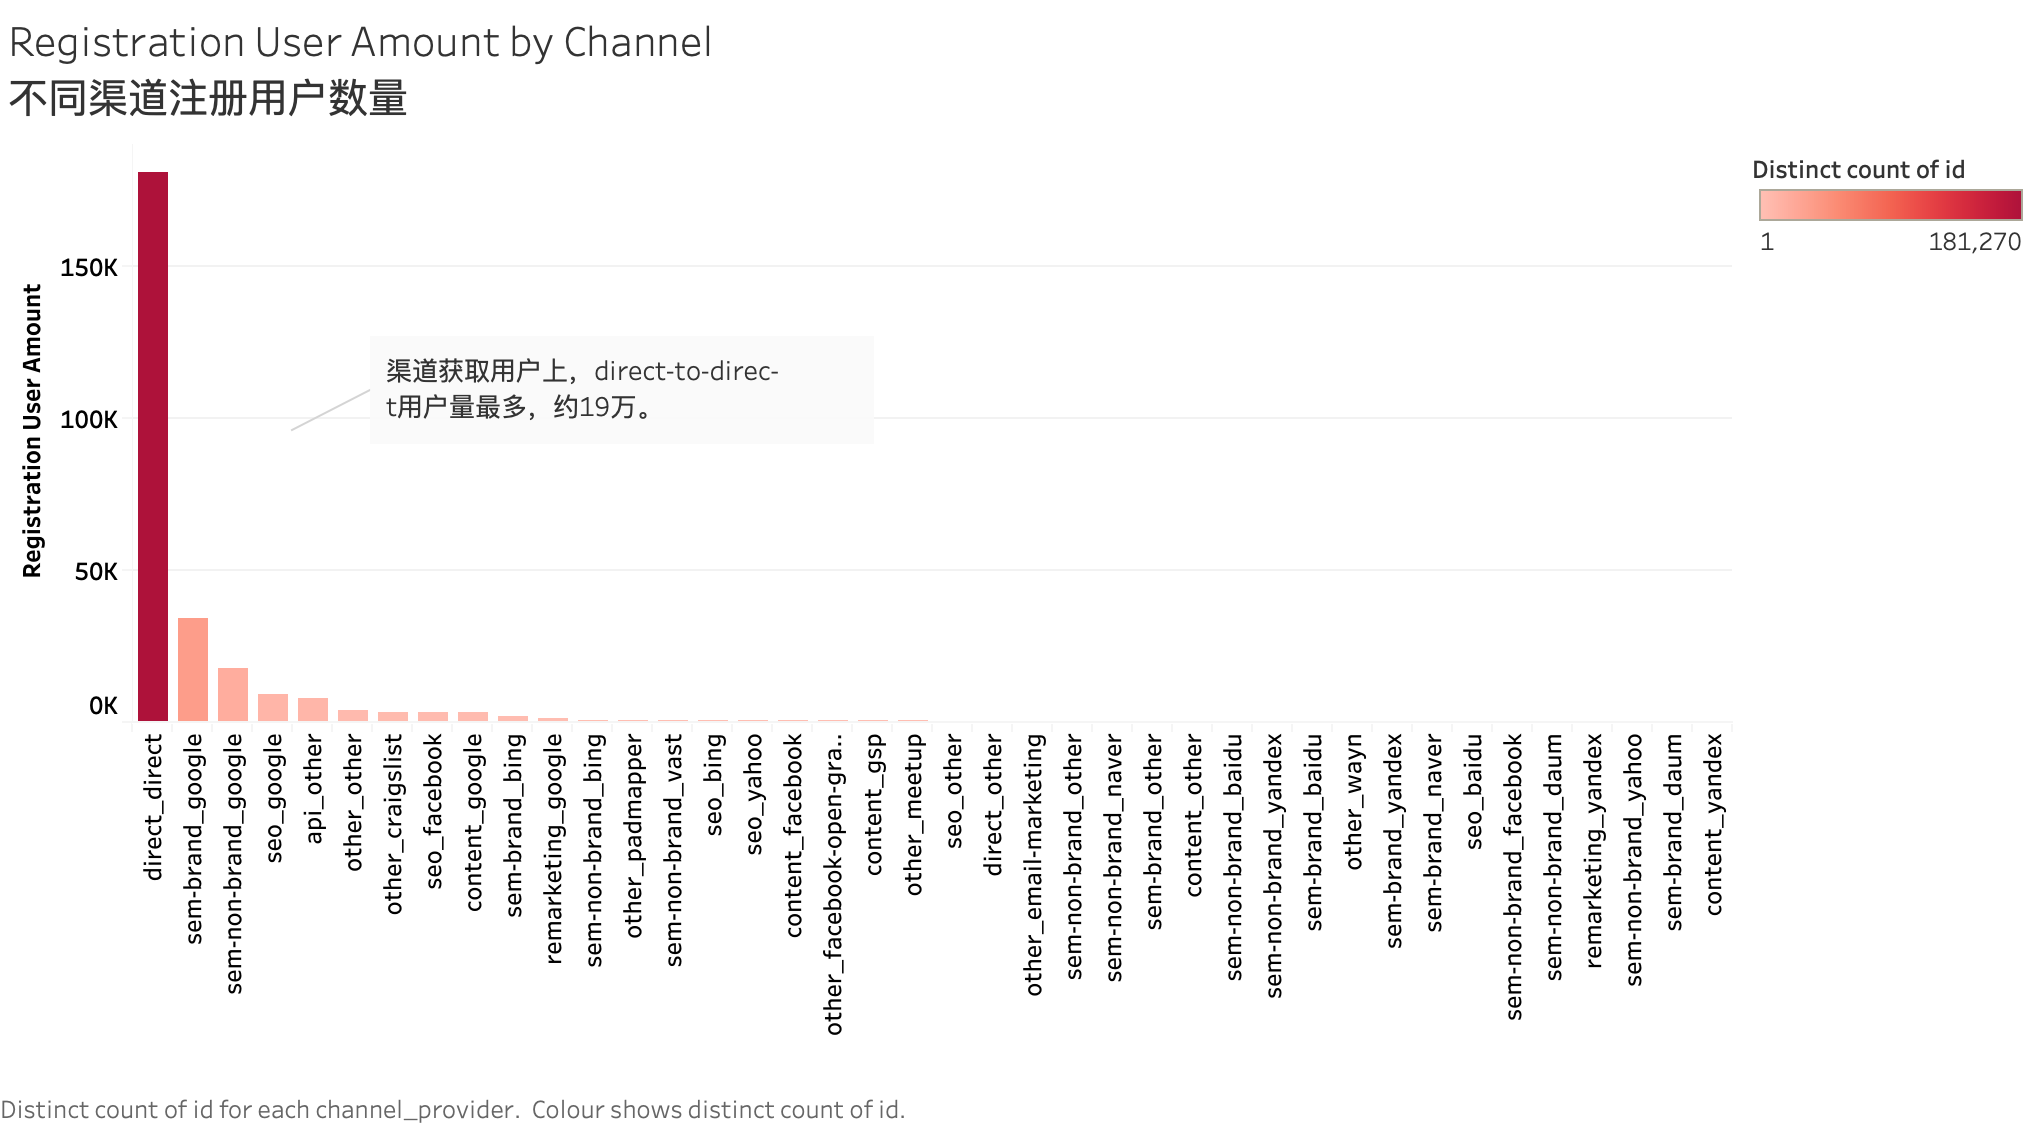 Registration User Amount by Channel
不同渠道注册用户数量
Distinct count of id
1
181,270
Registration User Amount
150K
100K
50K
0K
渠道获取用户上，direct-to-direc-
t用户量最多，约19万。
direct_direct
sem-brand_google
sem-non-brand_google
seo_google
api_other
other_other
other_craigslist
seo_facebook
content_google
sem-brand_bing
remarketing_google
sem-non-brand_bing
other_padmapper
sem-non-brand_vast
seo_bing
seo_yahoo
content_facebook
other_facebook-open-gra..
content_gsp
other_meetup
seo_other
direct_other
other_email-marketing
sem-non-brand_other
sem-non-brand_naver
sem-brand_other
content_other
sem-non-brand_baidu
sem-non-brand_yandex
sem-brand_baidu
other_wayn
sem-brand_yandex
sem-brand_naver
seo_baidu
sem-non-brand_facebook
sem-non-brand_daum
remarketing_yandex
sem-non-brand_yahoo
sem-brand_daum
content_yandex
Distinct count of id for each channel_provider.  Colour shows distinct count of id.